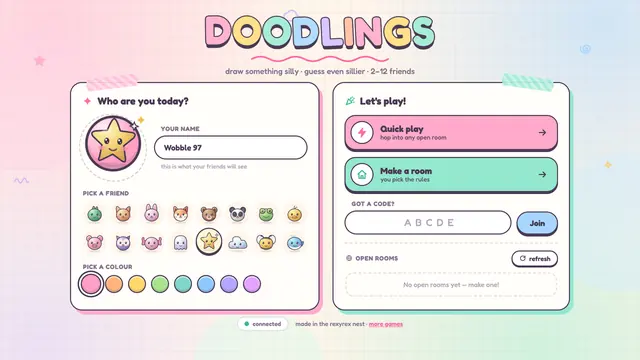 DOODLINGS
draw something silly · guess even sillier · 2–12 friends
Who are you today?
YOUR NAME
Wobble 97
this is what your friends will see
PICK A FRIEND
PICK A COLOUR
Let's play!
Quick play
hop into any open room
Make a room
you pick the rules
GOT A CODE?
A B C D E
Join
OPEN ROOMS
refresh
No open rooms yet — make one!
connected
made in the rexyrex nest · more games